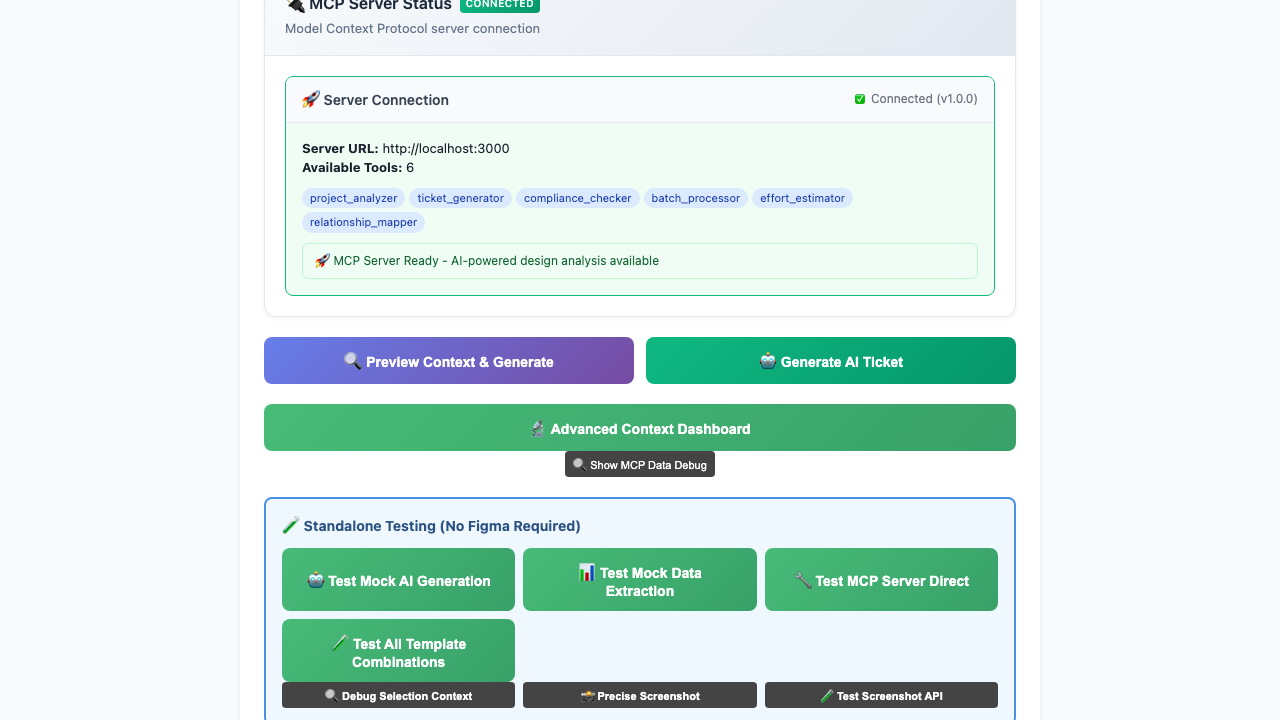 🔌 MCP Server Status CONNECTED
Model Context Protocol server connection
🚀 Server Connection
✅ Connected (v1.0.0)
Server URL: http://localhost:3000
Available Tools: 6
project_analyzer ticket_generator compliance_checker batch_processor effort_estimator
relationship_mapper
🚀 MCP Server Ready - AI-powered design analysis available
🔍 Preview Context & Generate
🤖 Generate AI Ticket
🔬 Advanced Context Dashboard
🔍 Show MCP Data Debug
🧪 Standalone Testing (No Figma Required)
🤖 Test Mock AI Generation
📊 Test Mock Data
Extraction
🔧 Test MCP Server Direct
🧪 Test All Template
Combinations
🔍 Debug Selection Context
📸 Precise Screenshot
🧪 Test Screenshot API